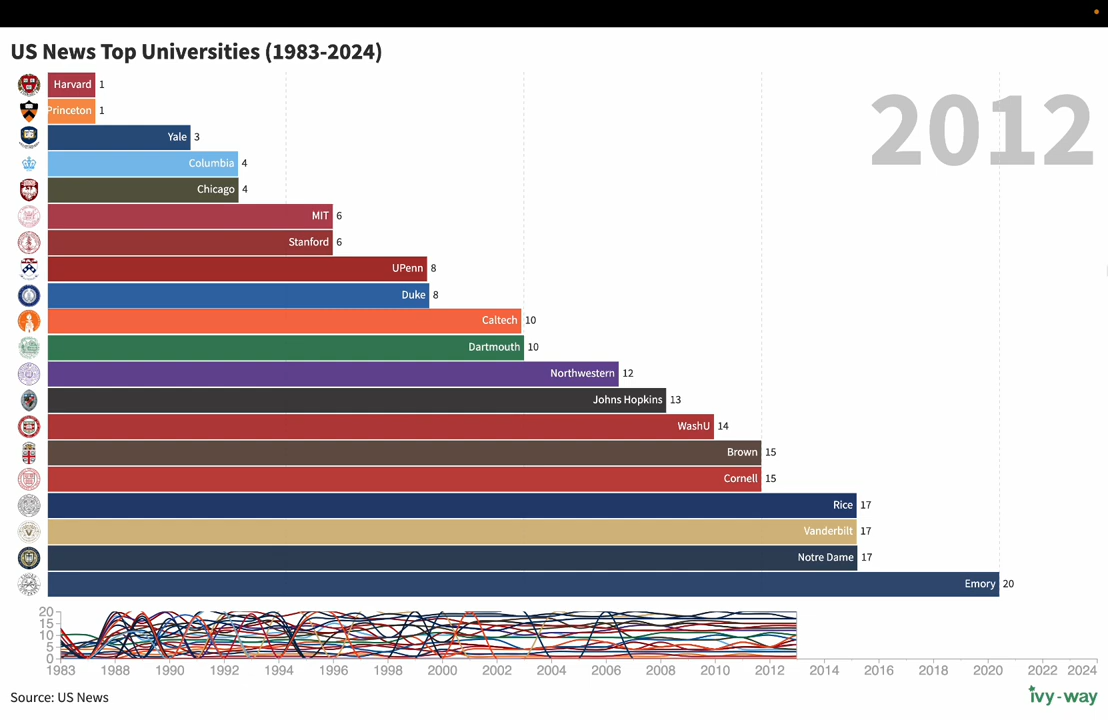 US News Top Universities (1983-2024)
2012
Harvard 1
Princeton 1
Yale 3
Columbia 4
Chicago 4
MIT 6
Stanford 6
UPenn 8
Duke 8
Caltech 10
Dartmouth 10
Northwestern 12
Johns Hopkins 13
WashU 14
Brown 15
Cornell 15
Rice 17
Vanderbilt 17
Notre Dame 17
Emory 20
20
15
10
5
0
1983 1988 1990 1992 1994 1996 1998 2000 2002 2004 2006 2008 2010 2012 2014 2016 2018 2020 2022 2024
Source: US News
ivy-way